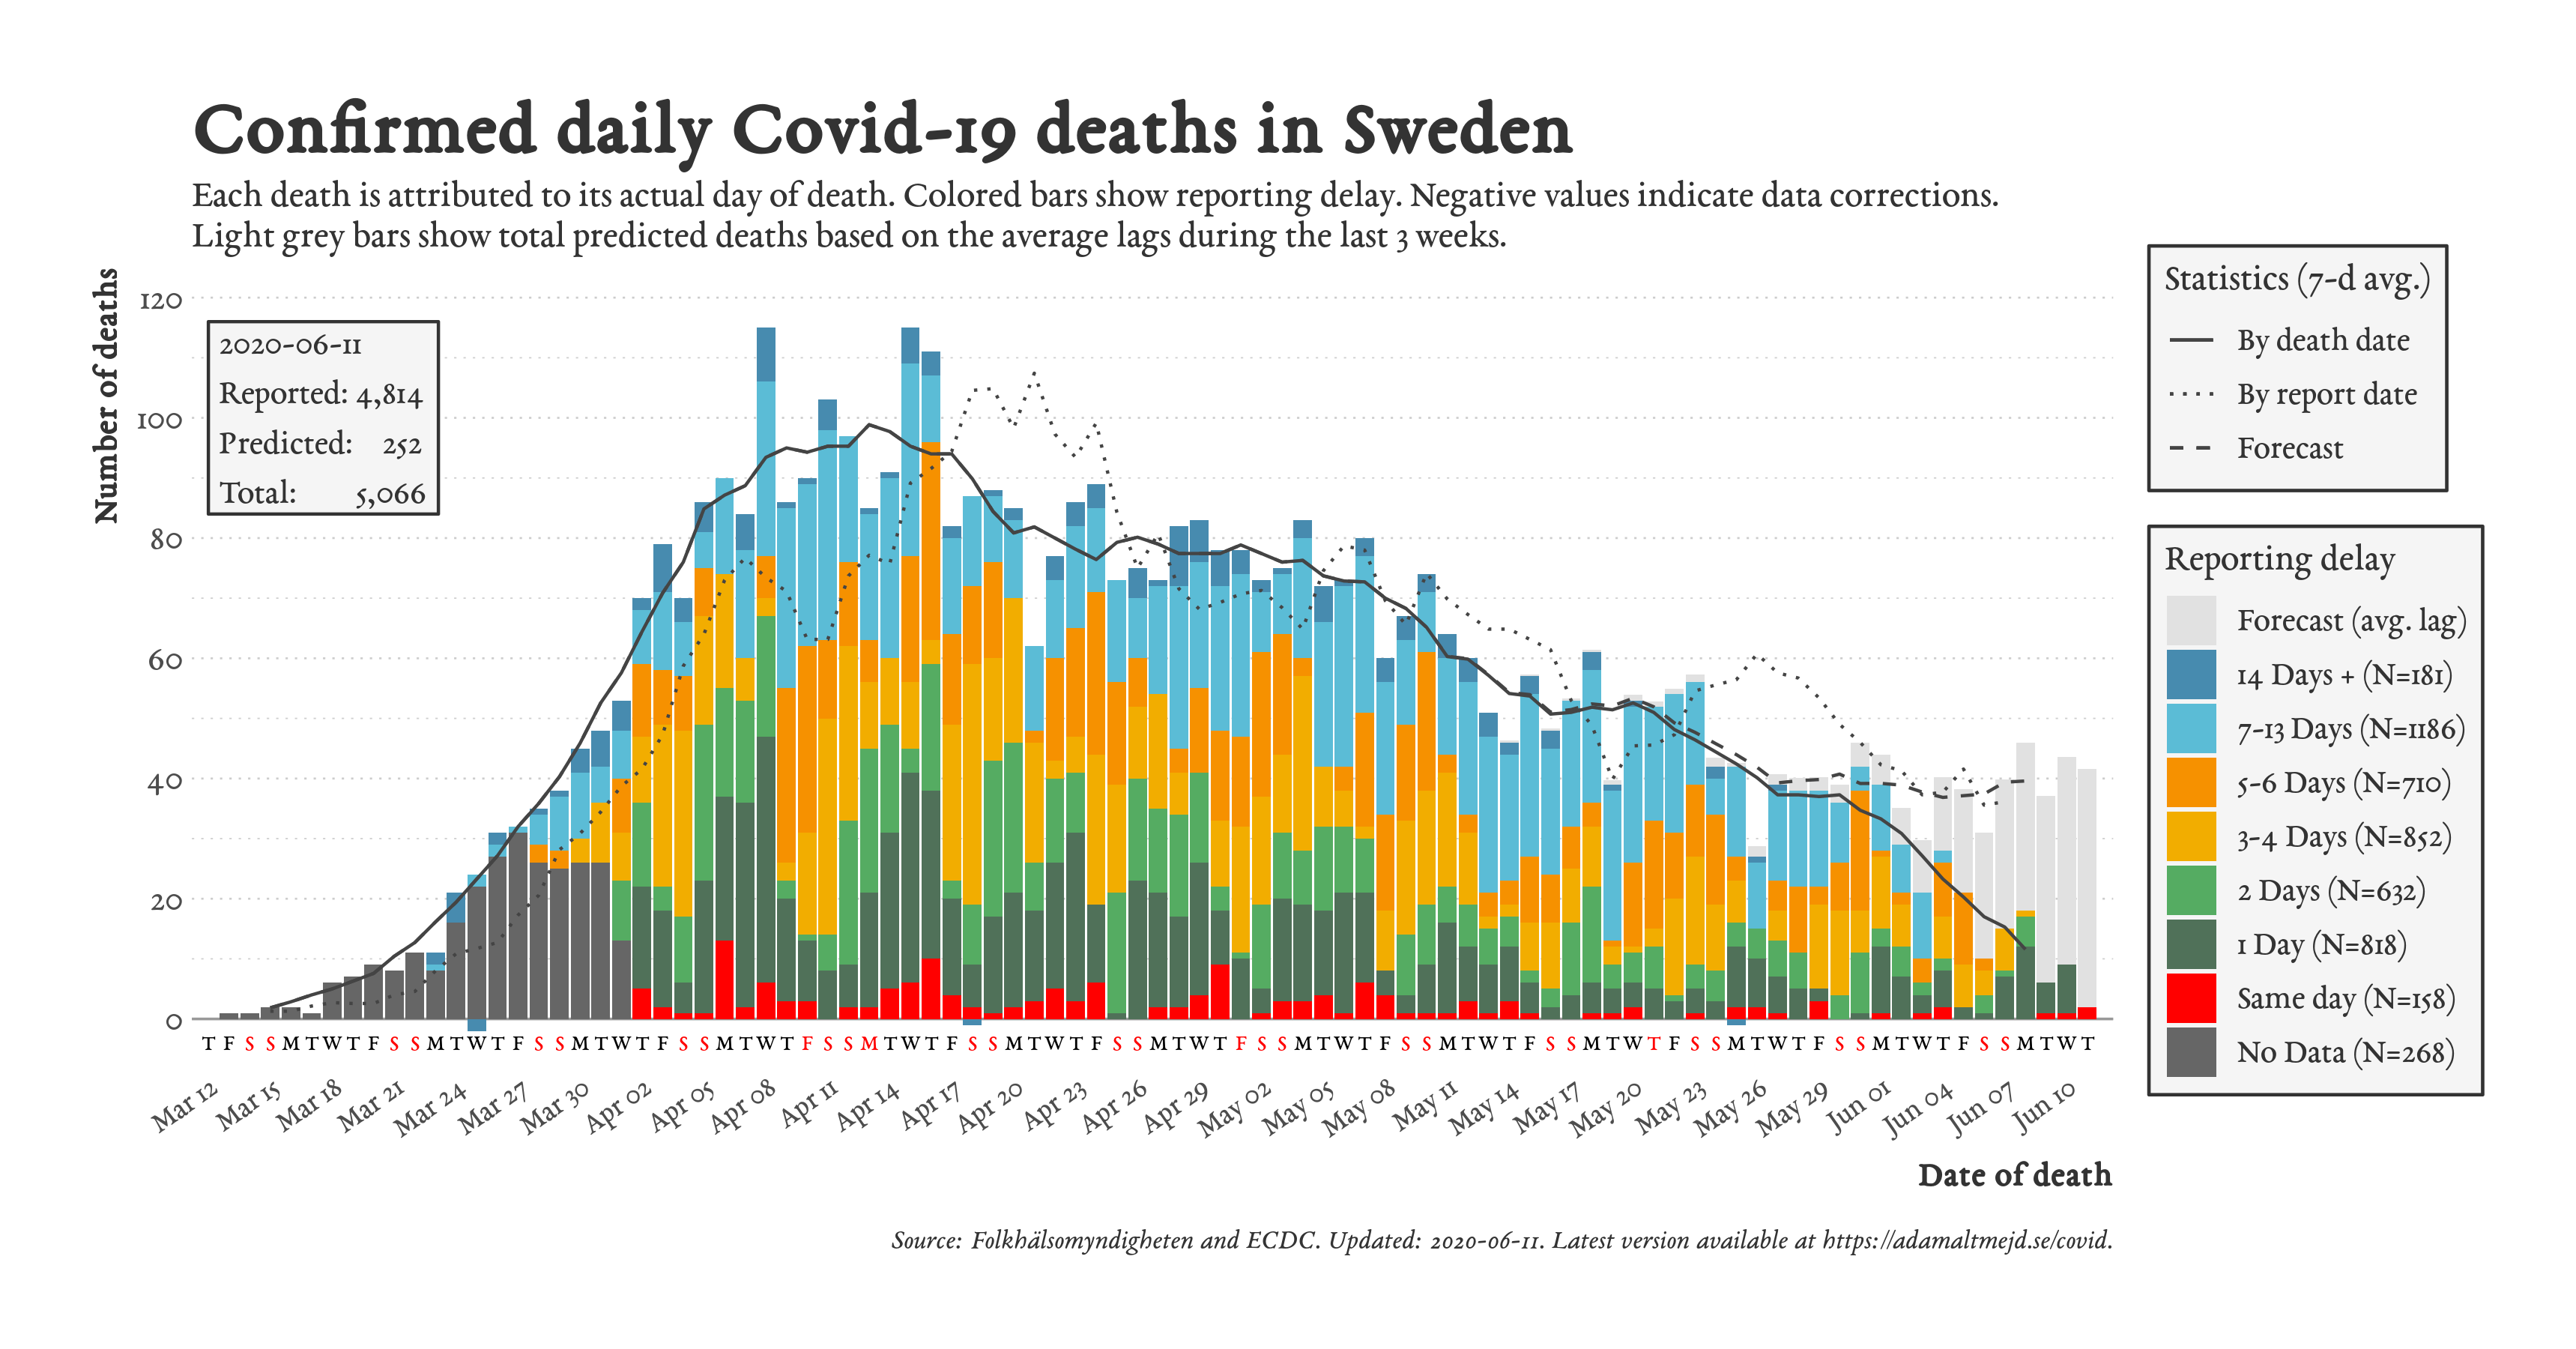 Confirmed daily Covid-19 deaths in Sweden
Each death is attributed to its actual day of death. Colored bars show reporting delay. Negative values indicate data corrections.
Light grey bars show total predicted deaths based on the average lags during the last 3 weeks.
Number of deaths
120
100
80
60
40
20
0
2020-06-11
Reported: 4,814
Predicted: 252
Total: 5,066
T F S S M T W T F S S M T W T F S S M T W T F S S M T W T F S S M T W T F S S M T W T F S S M T W T F S S M T W T F S S M T W T F S S M T W T F S S M T W T F S S M T W T F S S M T W T
Mar 12
Mar 15
Mar 18
Mar 21
Mar 24
Mar 27
Mar 30
Apr 02
Apr 05
Apr 08
Apr 11
Apr 14
Apr 17
Apr 20
Apr 23
Apr 26
Apr 29
May 02
May 05
May 08
May 11
May 14
May 17
May 20
May 23
May 26
May 29
Jun 01
Jun 04
Jun 07
Jun 10
Date of death
Statistics (7-d avg.)
By death date
By report date
Forecast
Reporting delay
Forecast (avg. lag)
14 Days + (N=181)
7-13 Days (N=1186)
5-6 Days (N=710)
3-4 Days (N=852)
2 Days (N=632)
1 Day (N=818)
Same day (N=158)
No Data (N=268)
Source: Folkhälsomyndigheten and ECDC. Updated: 2020-06-11. Latest version available at https://adamaltmejd.se/covid.